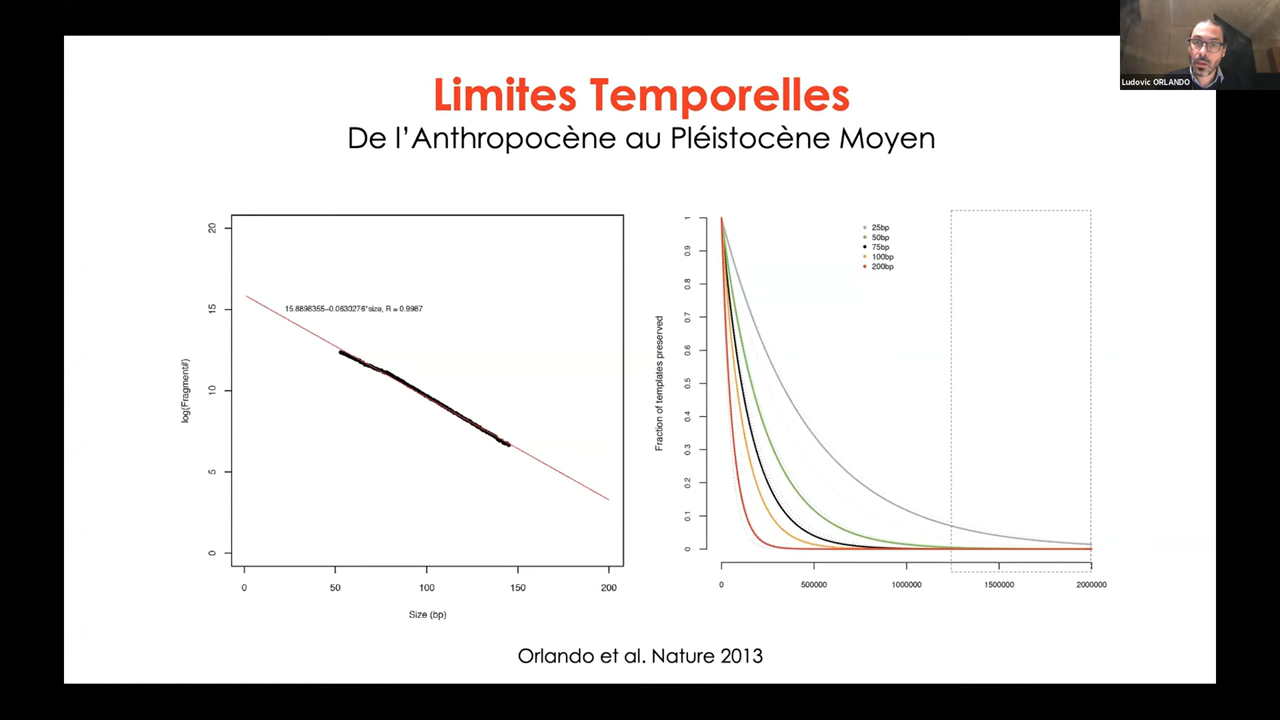 Ludovic ORLANDO
Limites Temporelles
De l’Anthropocène au Pléistocène Moyen
20
15
10
5
0
log(Fragment#)
15.8898355−0.0630276*size, R = 0.9987
0
50
100
150
200
Size (bp)
1
0.9
0.8
0.7
0.6
0.5
0.4
0.3
0.2
0.1
0
Fraction of templates preserved
25bp
50bp
75bp
100bp
200bp
0
500000
1000000
1500000
2000000
Orlando et al. Nature 2013